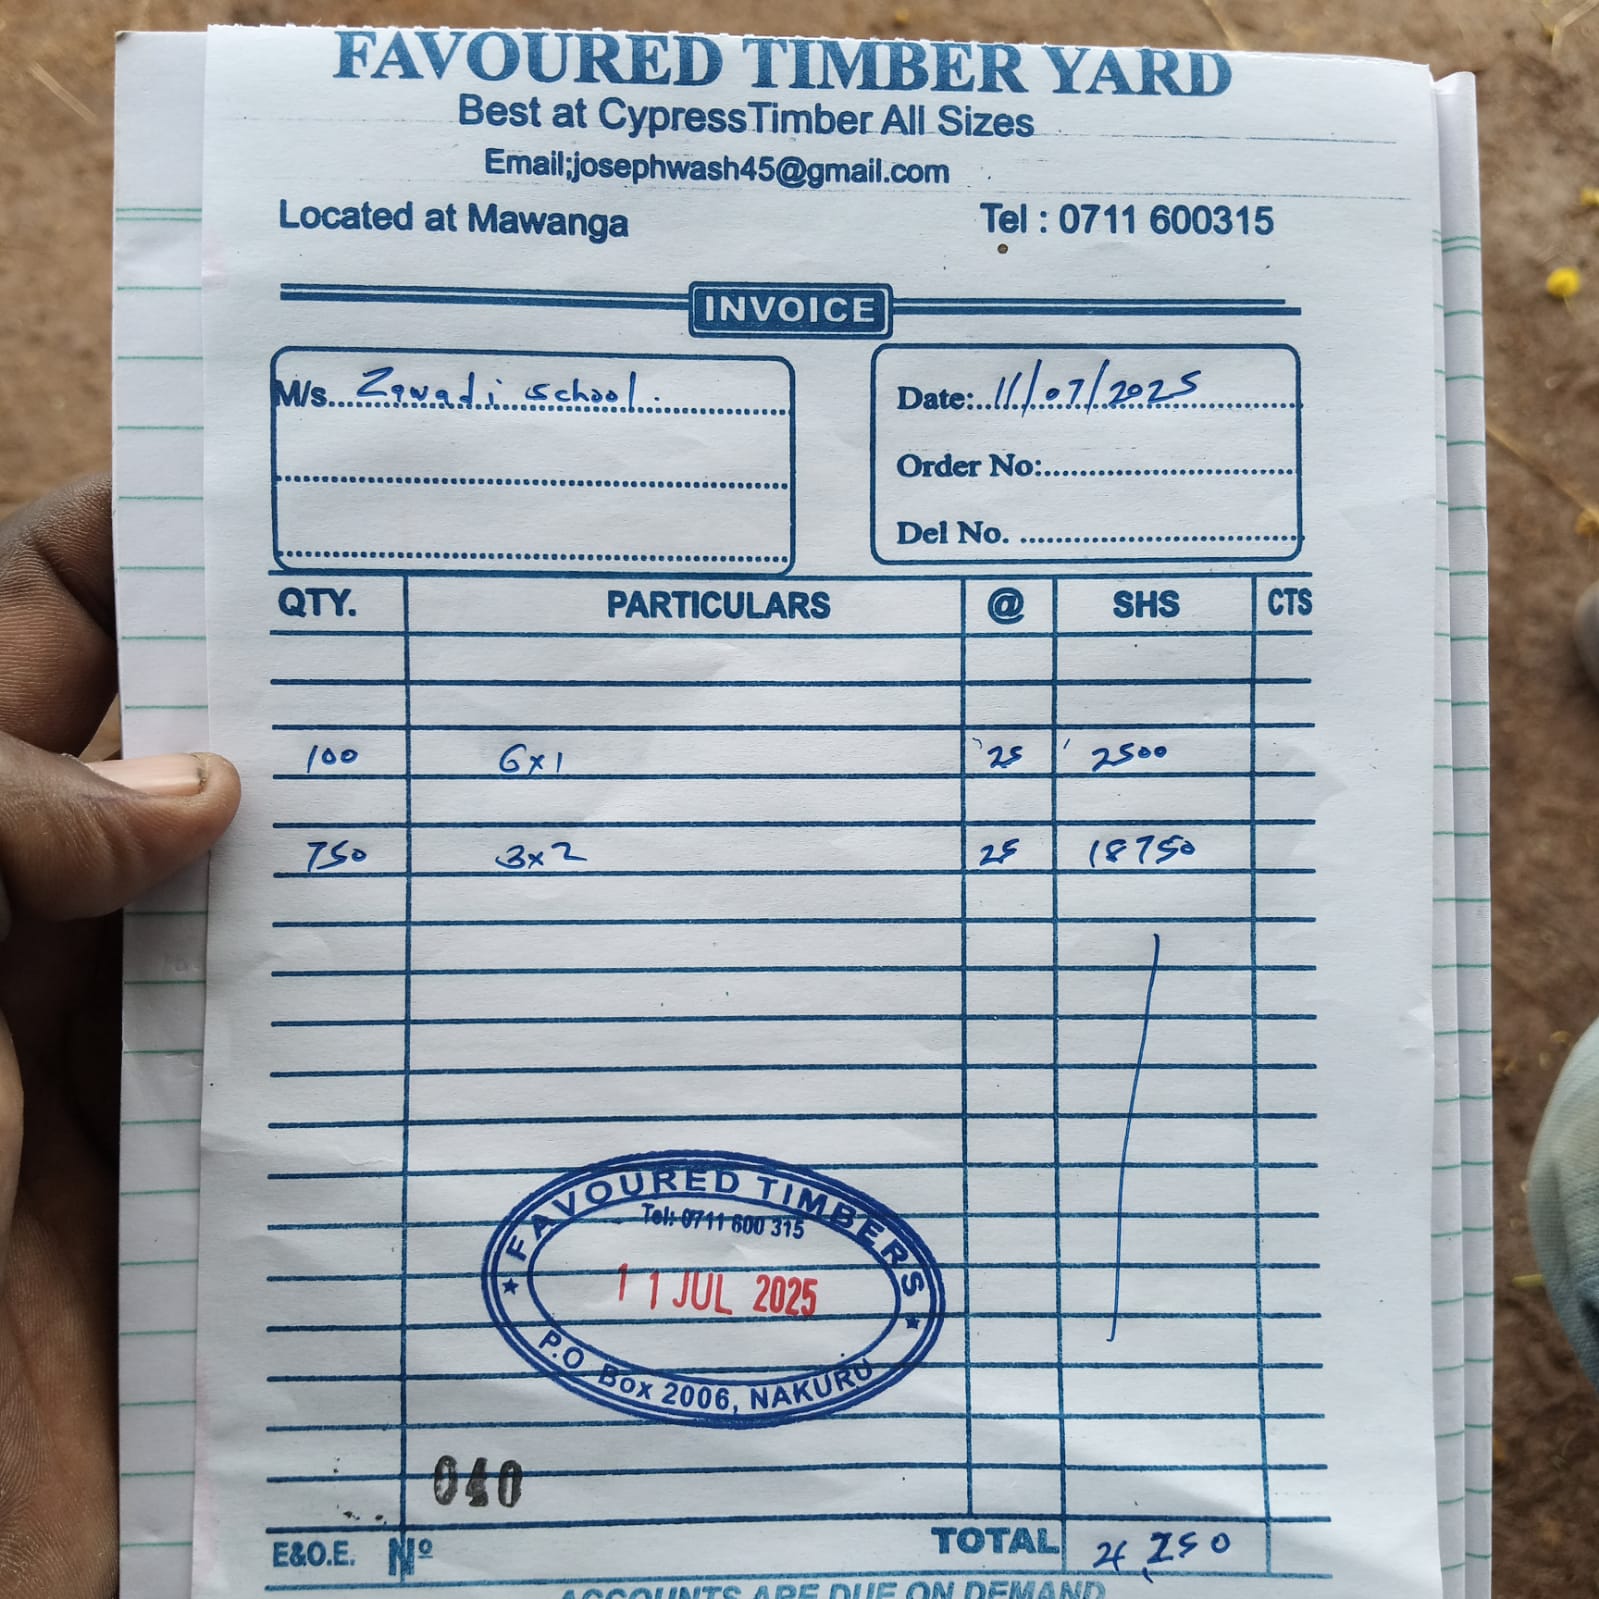 FAVOURED TIMBER YARD
Best at CypressTimber All Sizes
Email;josephwash45@gmail.com
Located at Mawanga Tel : 0711 600315
INVOICE
M/s. Zawadi School. Date: 11/07/2025
Order No:
Del No.
QTY. PARTICULARS @ SHS CTS
100 6x1 25 2500
750 3x2 25 18750
FAVOURED TIMBERS
Tel: 0711 600 315
11 JUL 2025
P.O Box 2006, NAKURU
040
E&O.E. Nº TOTAL
ACCOUNTS ARE DUE ON DEMAND